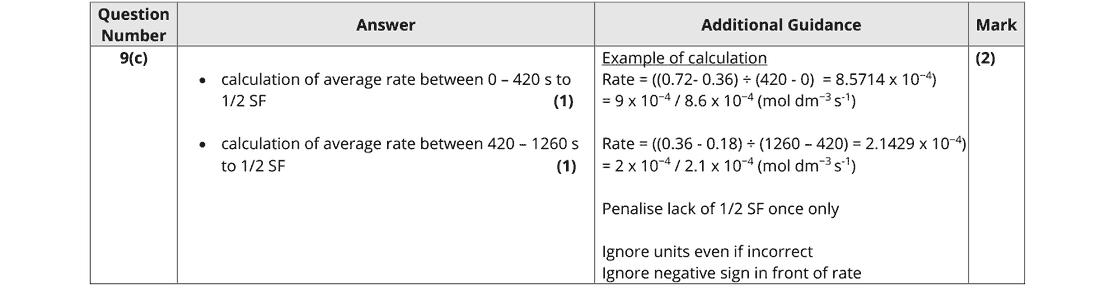 Question Number
Answer
Additional Guidance
Mark
9(c)
• calculation of average rate between 0 – 420 s to
1/2 SF (1)
• calculation of average rate between 420 – 1260 s
to 1/2 SF (1)
Example of calculation
Rate = ((0.72- 0.36) ÷ (420 - 0)  = 8.5714 x 10⁻⁴)
= 9 x 10⁻⁴ / 8.6 x 10⁻⁴ (mol dm⁻³ s⁻¹)
Rate = ((0.36 - 0.18) ÷ (1260 – 420) = 2.1429 x 10⁻⁴)
= 2 x 10⁻⁴ / 2.1 x 10⁻⁴ (mol dm⁻³ s⁻¹)
Penalise lack of 1/2 SF once only
Ignore units even if incorrect
Ignore negative sign in front of rate
(2)